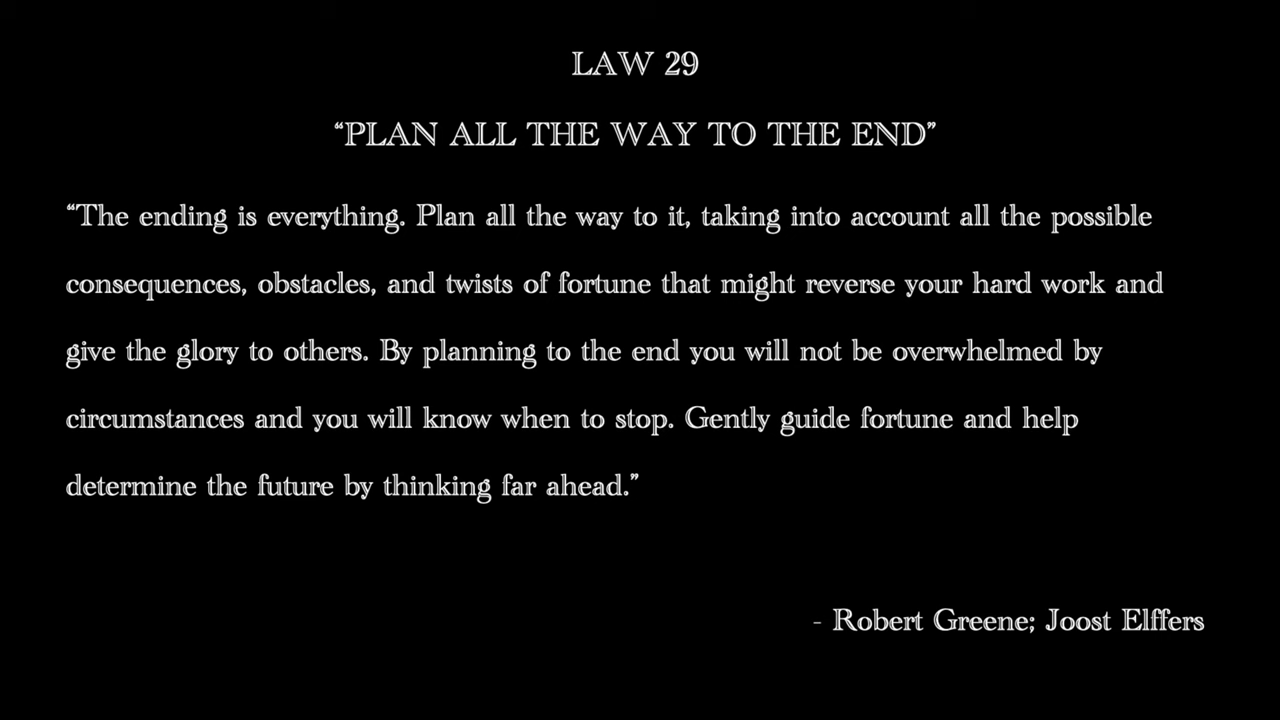 LAW 29
“PLAN ALL THE WAY TO THE END”
“The ending is everything. Plan all the way to it, taking into account all the possible
consequences, obstacles, and twists of fortune that might reverse your hard work and
give the glory to others. By planning to the end you will not be overwhelmed by
circumstances and you will know when to stop. Gently guide fortune and help
determine the future by thinking far ahead.”
- Robert Greene; Joost Elffers